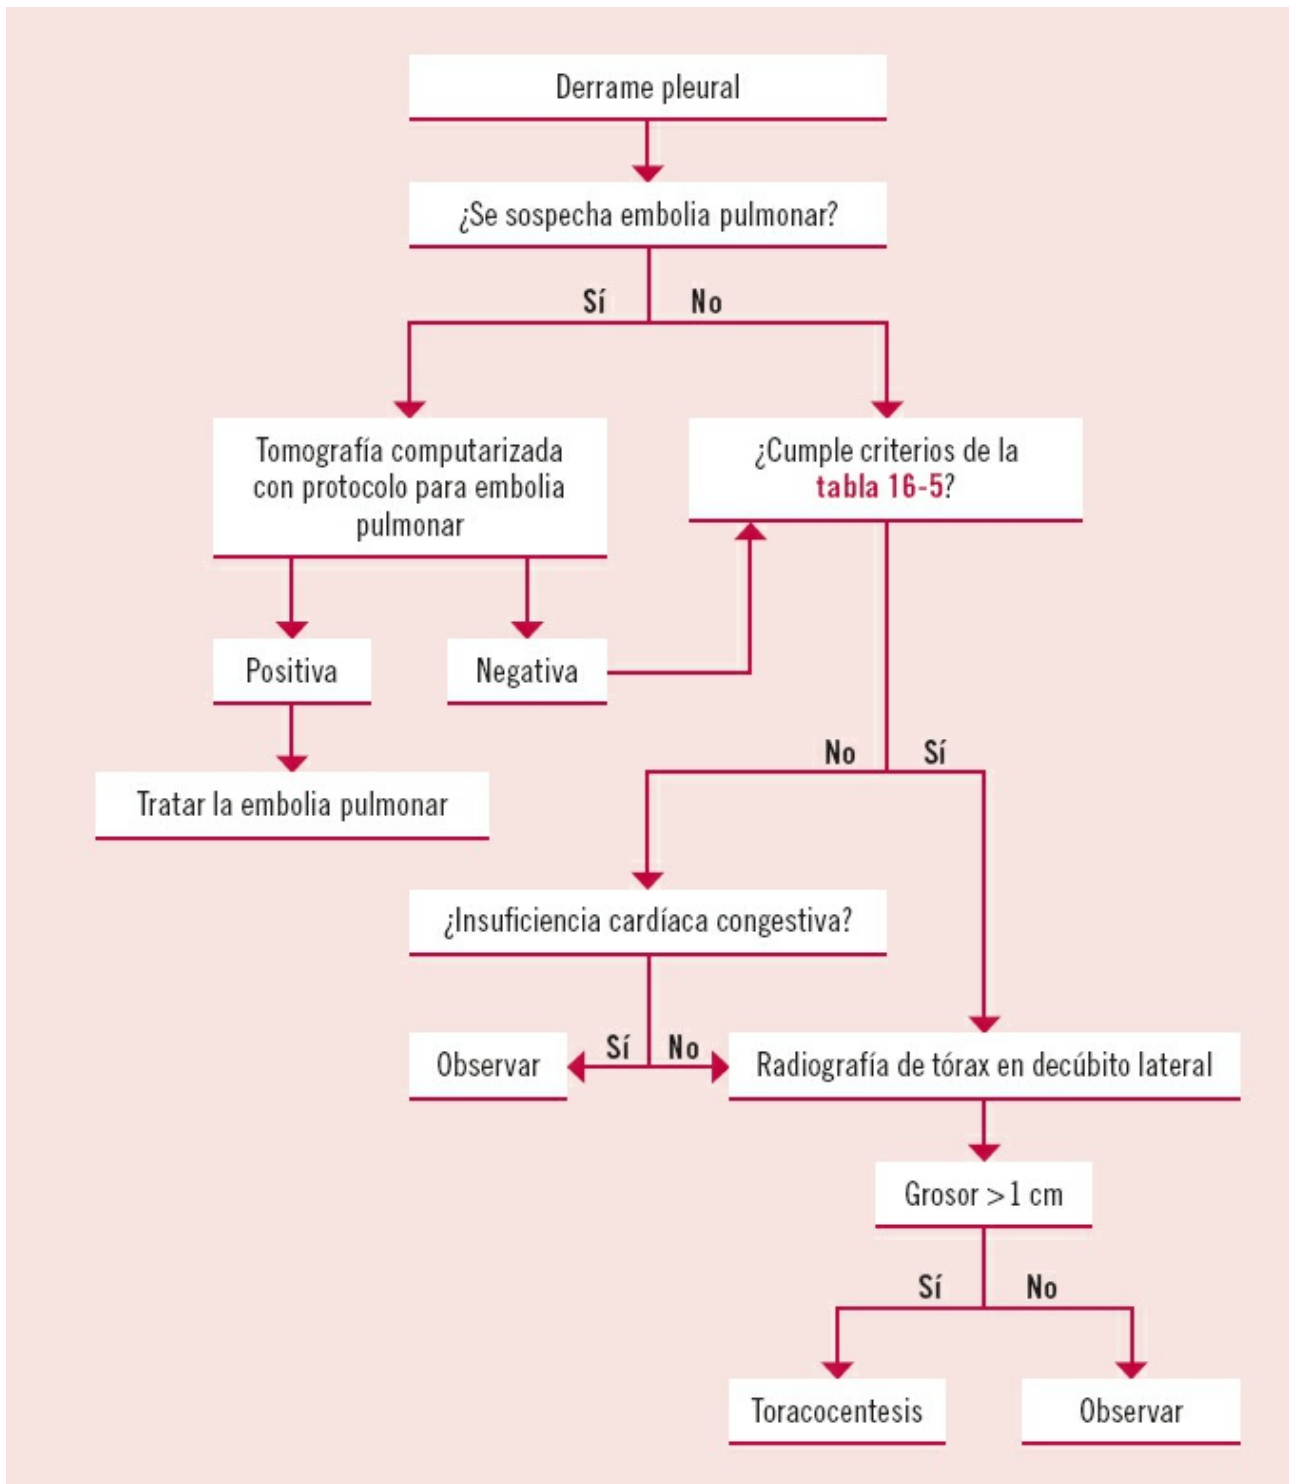 Derrame pleural
¿Se sospecha embolia pulmonar?
Sí No
Tomografía computarizada
con protocolo para embolia
pulmonar
¿Cumple criterios de la
tabla 16-5?
Positiva
Negativa
No Sí
Tratar la embolia pulmonar
¿Insuficiencia cardíaca congestiva?
Observar
Sí No
Radiografía de tórax en decúbito lateral
Grosor >1 cm
Sí No
Toracocentesis
Observar